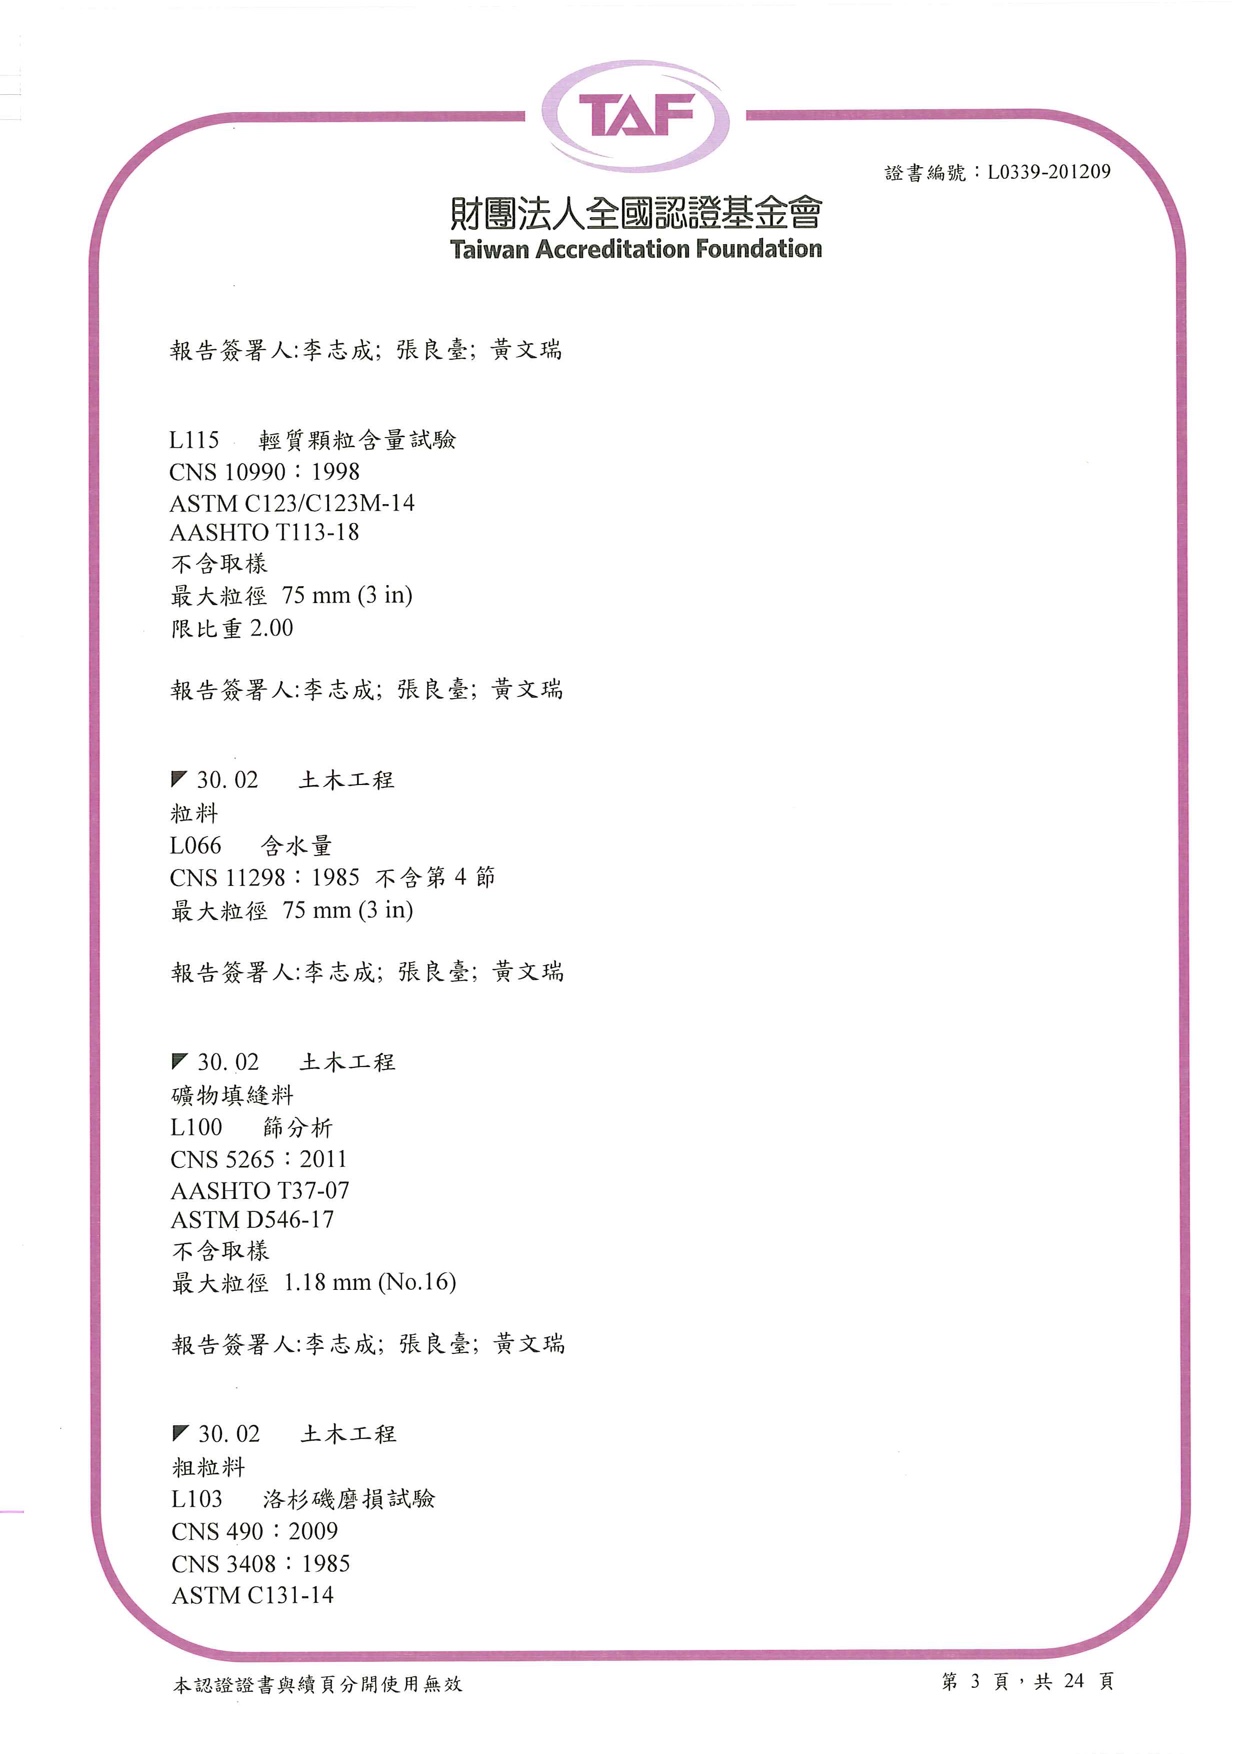 TAF
證書編號：L0339-201209
財團法人全國認證基金會
Taiwan Accreditation Foundation
報告簽署人:李志成; 張良臺; 黃文瑞
L115 輕質顆粒含量試驗
CNS 10990：1998
ASTM C123/C123M-14
AASHTO T113-18
不含取樣
最大粒徑 75 mm (3 in)
限比重 2.00
報告簽署人:李志成; 張良臺; 黃文瑞
30.02 土木工程
粒料
L066 含水量
CNS 11298：1985 不含第 4 節
最大粒徑 75 mm (3 in)
報告簽署人:李志成; 張良臺; 黃文瑞
30.02 土木工程
礦物填縫料
L100 篩分析
CNS 5265：2011
AASHTO T37-07
ASTM D546-17
不含取樣
最大粒徑 1.18 mm (No.16)
報告簽署人:李志成; 張良臺; 黃文瑞
30.02 土木工程
粗粒料
L103 洛杉磯磨損試驗
CNS 490：2009
CNS 3408：1985
ASTM C131-14
本認證證書與續頁分開使用無效
第 3 頁，共 24 頁